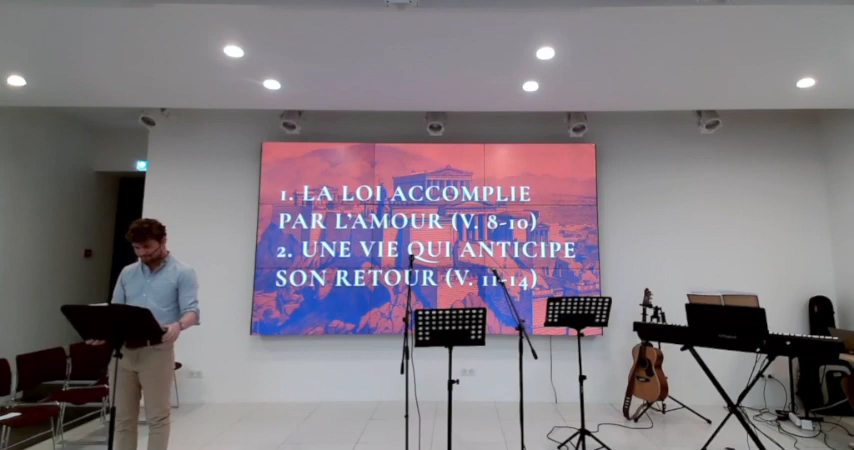 1. LA LOI ACCOMPLIE
PAR L'AMOUR (V. 8-10)
2. UNE VIE QUI ANTICIPE
SON RETOUR (V. 11-14)